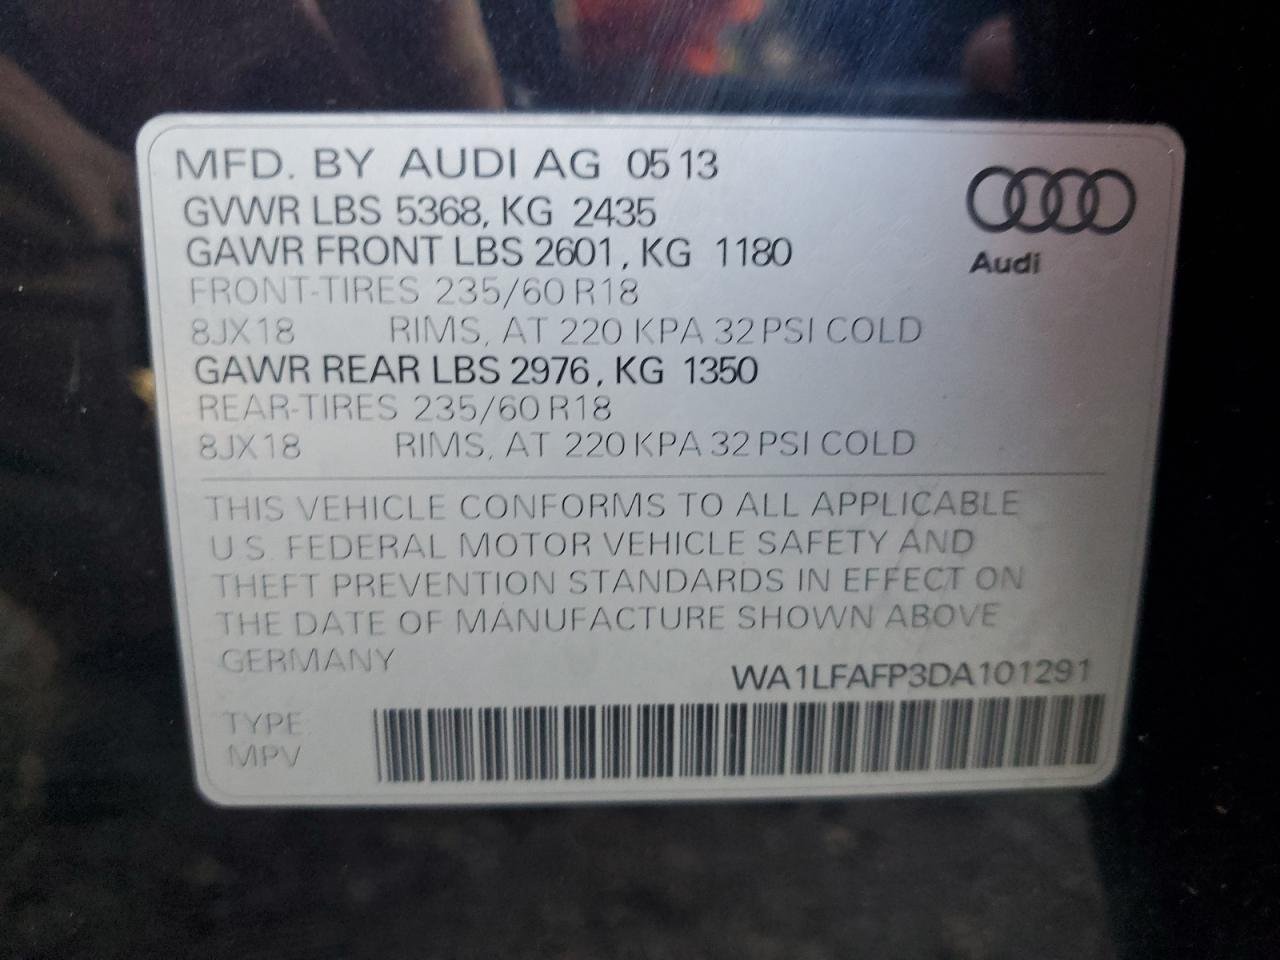 MFD. BY AUDI AG 05 13
GVWR LBS 5368, KG 2435
GAWR FRONT LBS 2601, KG 1180
FRONT-TIRES 235/60 R18
8JX18 RIMS, AT 220 KPA 32 PSI COLD
GAWR REAR LBS 2976, KG 1350
REAR-TIRES 235/60 R18
8JX18 RIMS, AT 220 KPA 32 PSI COLD
Audi
THIS VEHICLE CONFORMS TO ALL APPLICABLE
U.S. FEDERAL MOTOR VEHICLE SAFETY AND
THEFT PREVENTION STANDARDS IN EFFECT ON
THE DATE OF MANUFACTURE SHOWN ABOVE
GERMANY
WA1LFAFP3DA101291
TYPE
MPV